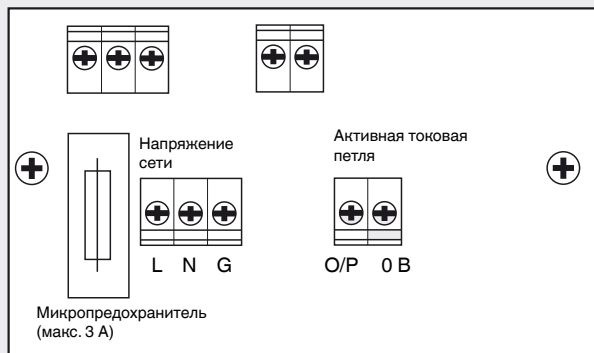 Напряжение
сети
Активная токовая
петля
L N G
O/P 0 В
Микропредохранитель
(макс. 3 А)